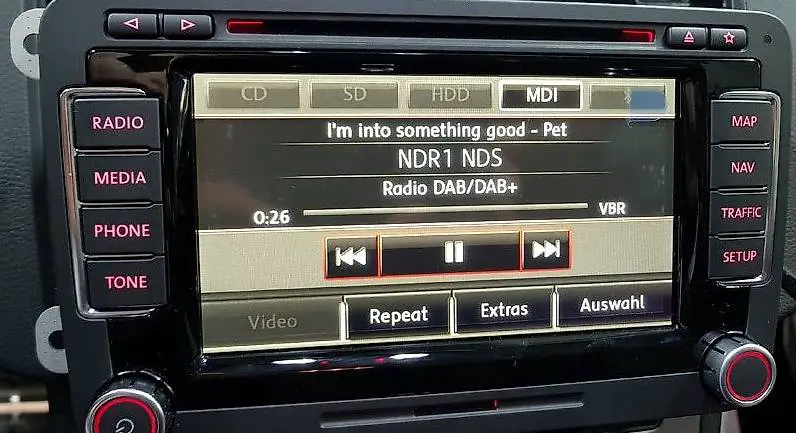 CD SD HDD MDI
RADIO
MEDIA
PHONE
TONE
I'm into something good - Pet
NDR1 NDS
Radio DAB/DAB+
0:26 VBR
Video Repeat Extras Auswahl
MAP
NAV
TRAFFIC
SETUP